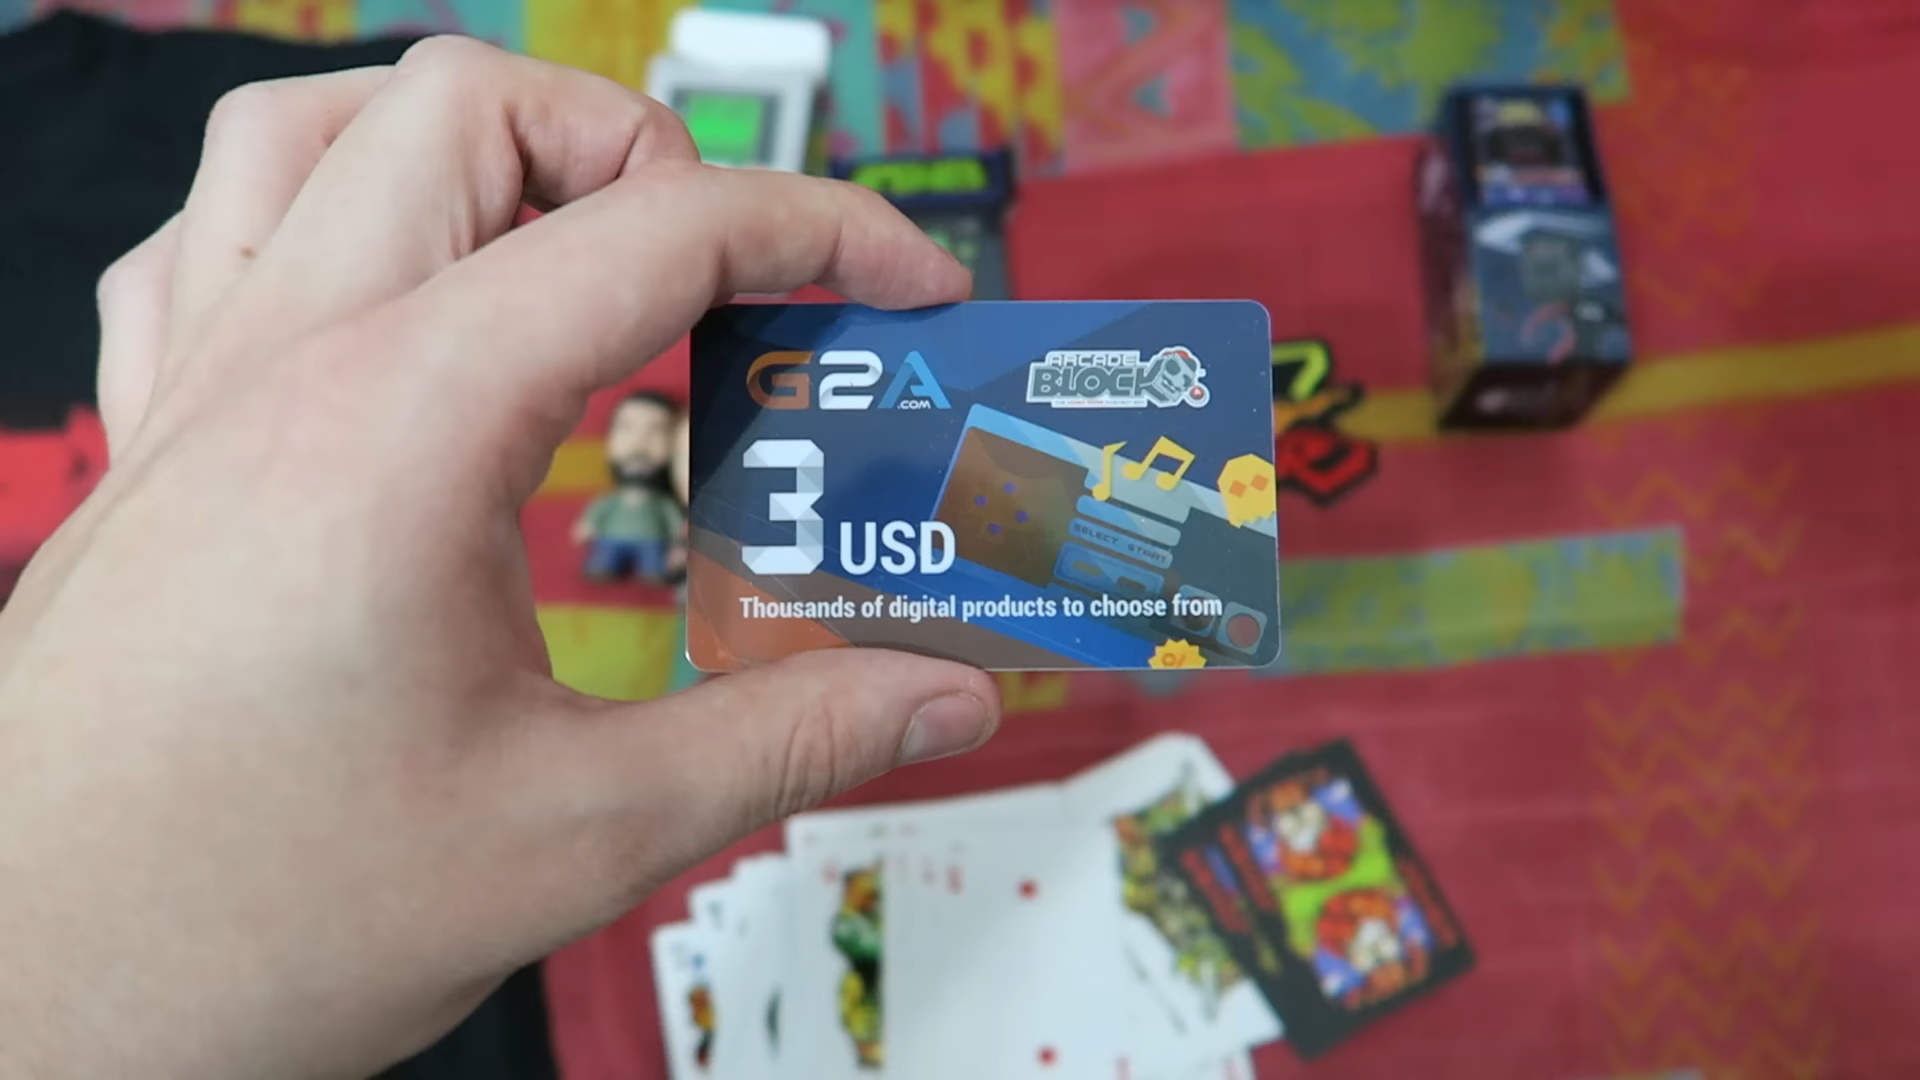 G2A.COM
ARCADE
BLOCK
3 USD
SELECT START
Thousands of digital products to choose from